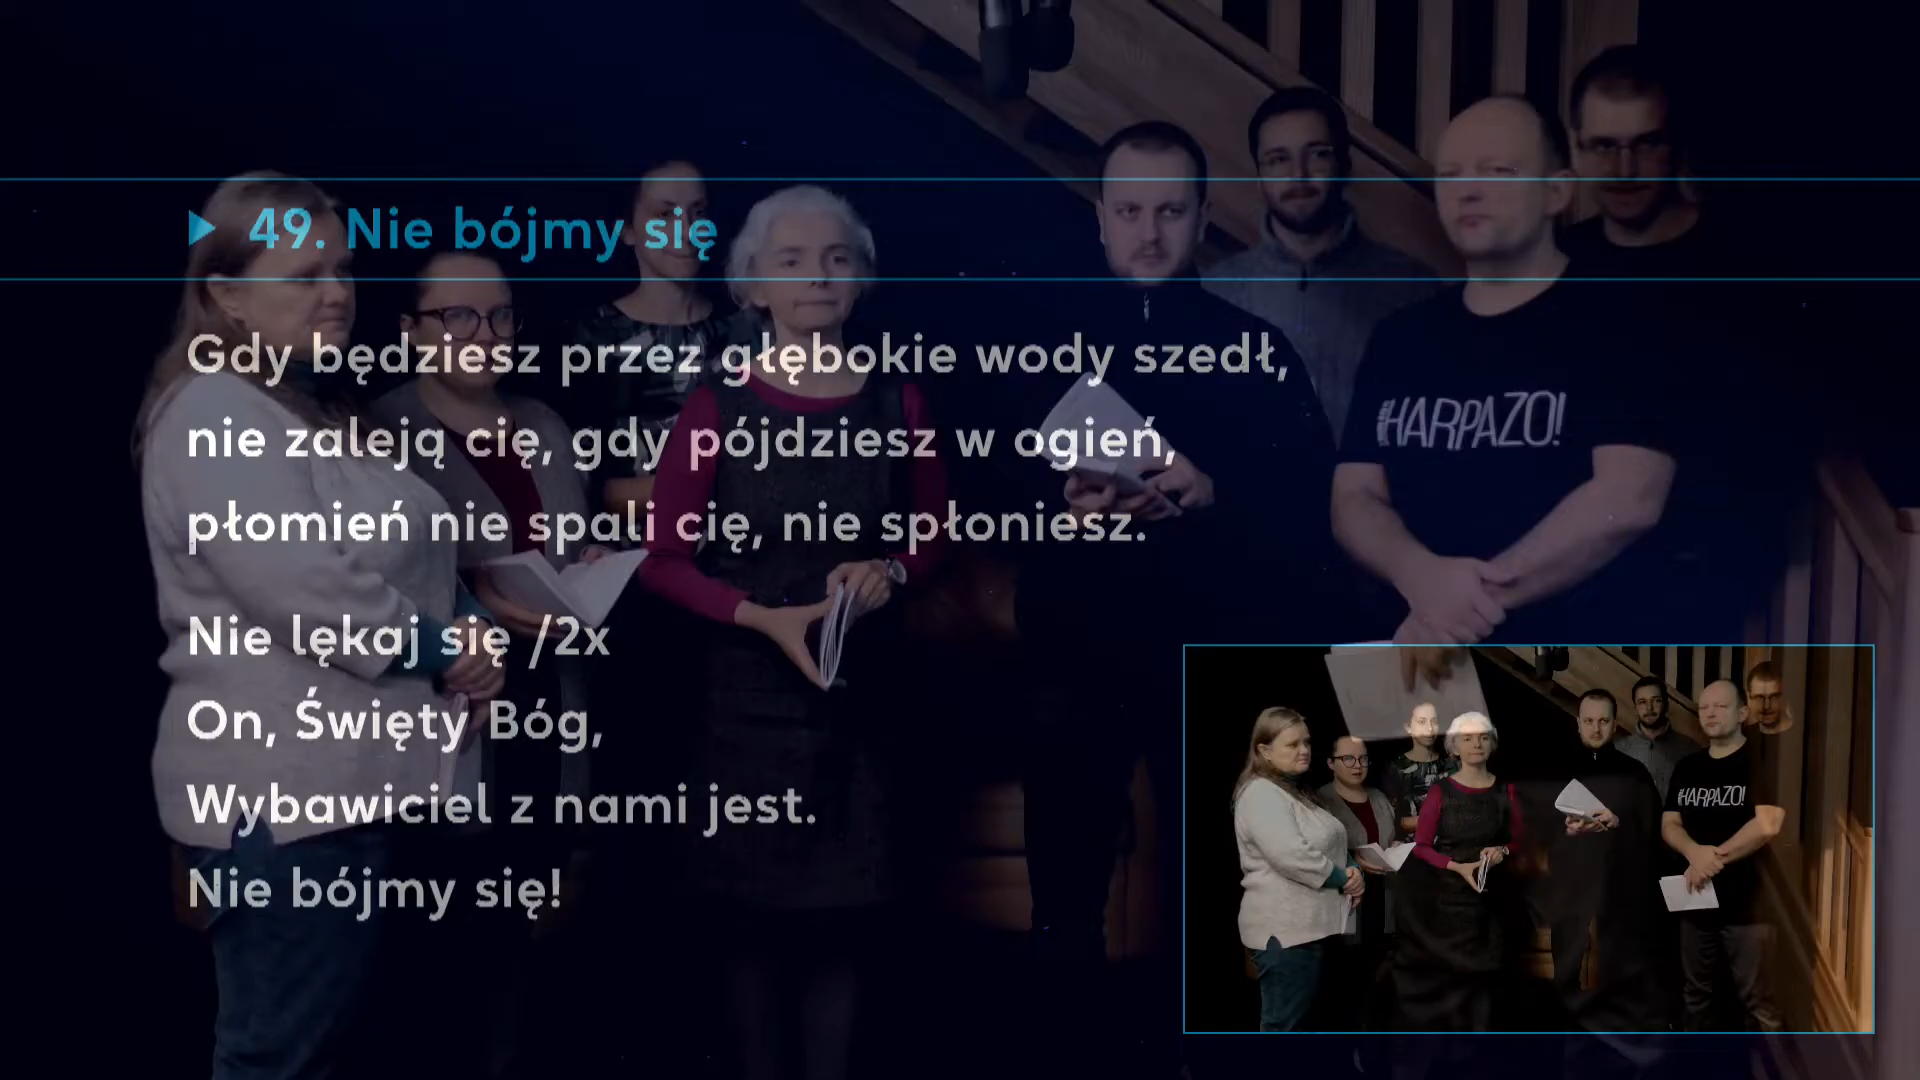 49. Nie bójmy się
Gdy będziesz przez głębokie wody szedł,
nie zaleją cię, gdy pójdziesz w ogień,
płomień nie spali cię, nie spłoniesz.
Nie lękaj się /2x
On, Święty Bóg,
Wybawiciel z nami jest.
Nie bójmy się!
#HARPAZO!
#HARPAZO!